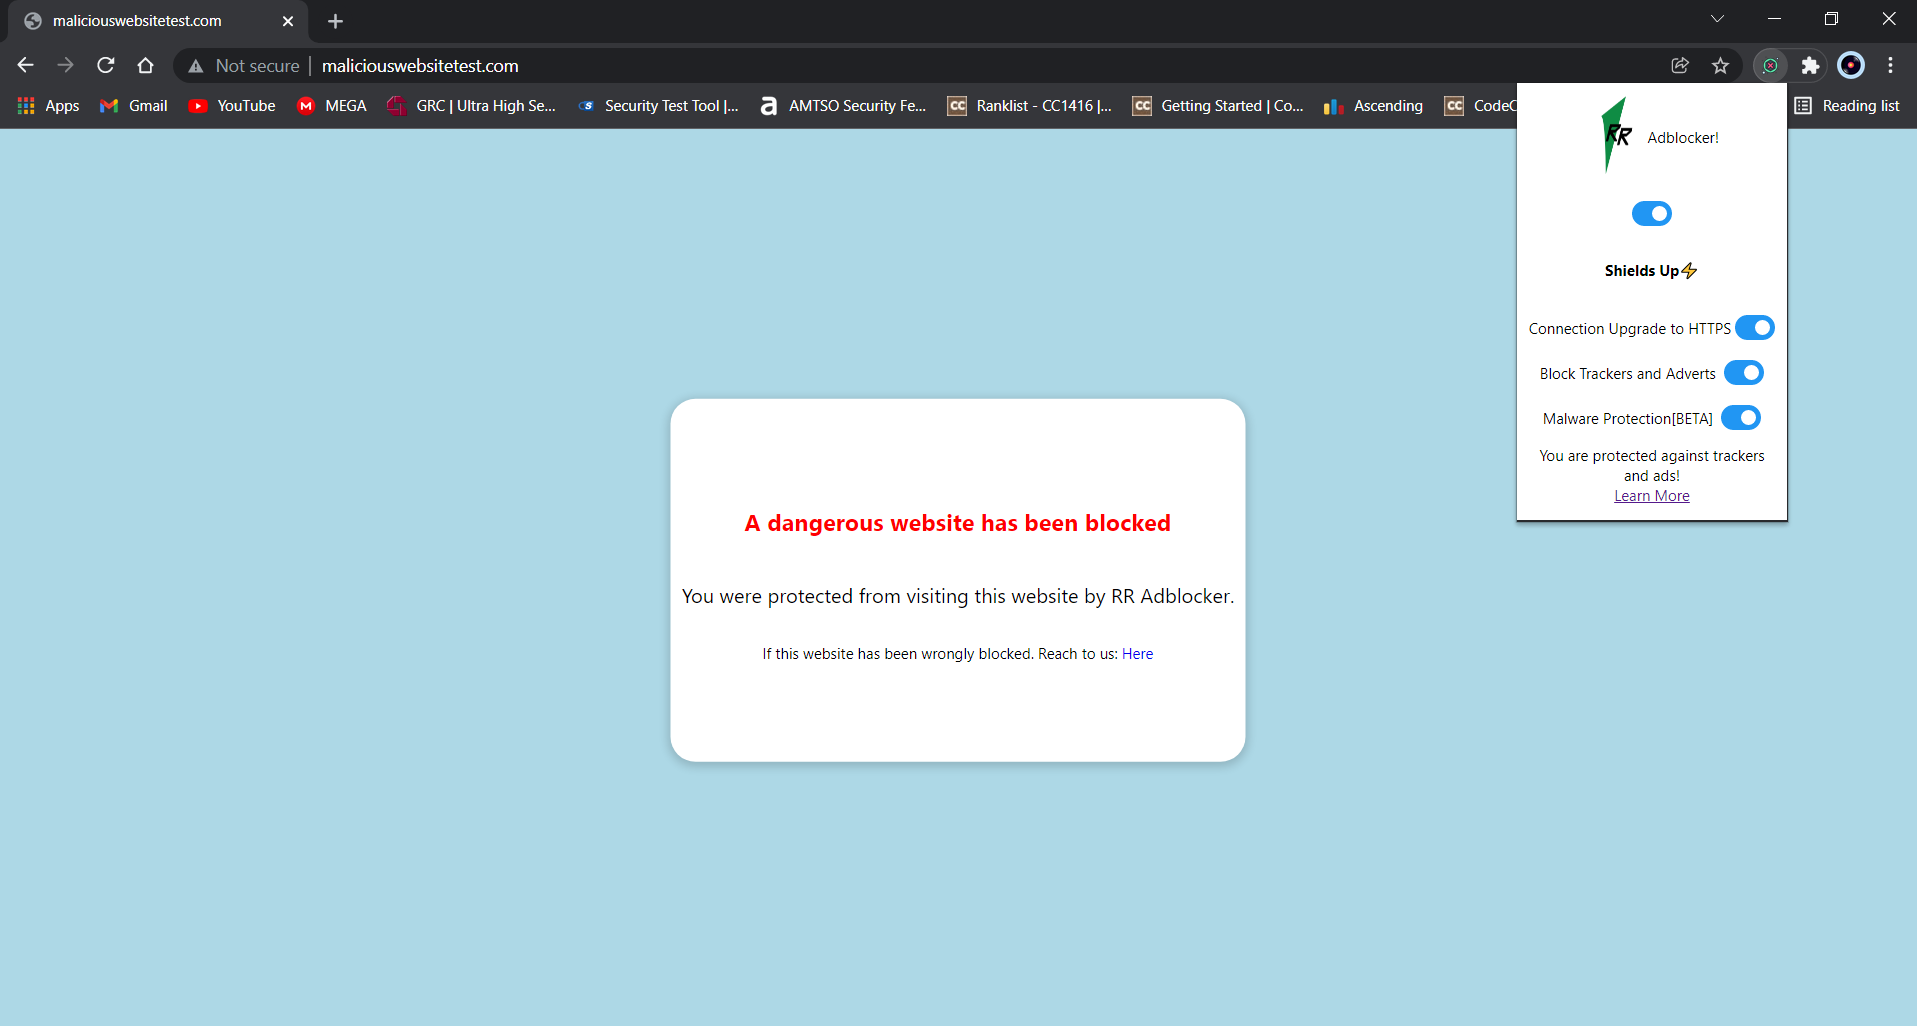 maliciouswebsitetest.com
Not secure | maliciouswebsitetest.com
Apps Gmail YouTube MEGA GRC | Ultra High Se... Security Test Tool |... AMTSO Security Fe... Ranklist - CC1416 |... Getting Started | Co... Ascending CodeC Reading list
RR Adblocker!
Shields Up⚡
Connection Upgrade to HTTPS
Block Trackers and Adverts
Malware Protection[BETA]
You are protected against trackers
and ads!
Learn More
A dangerous website has been blocked
You were protected from visiting this website by RR Adblocker.
If this website has been wrongly blocked. Reach to us: Here